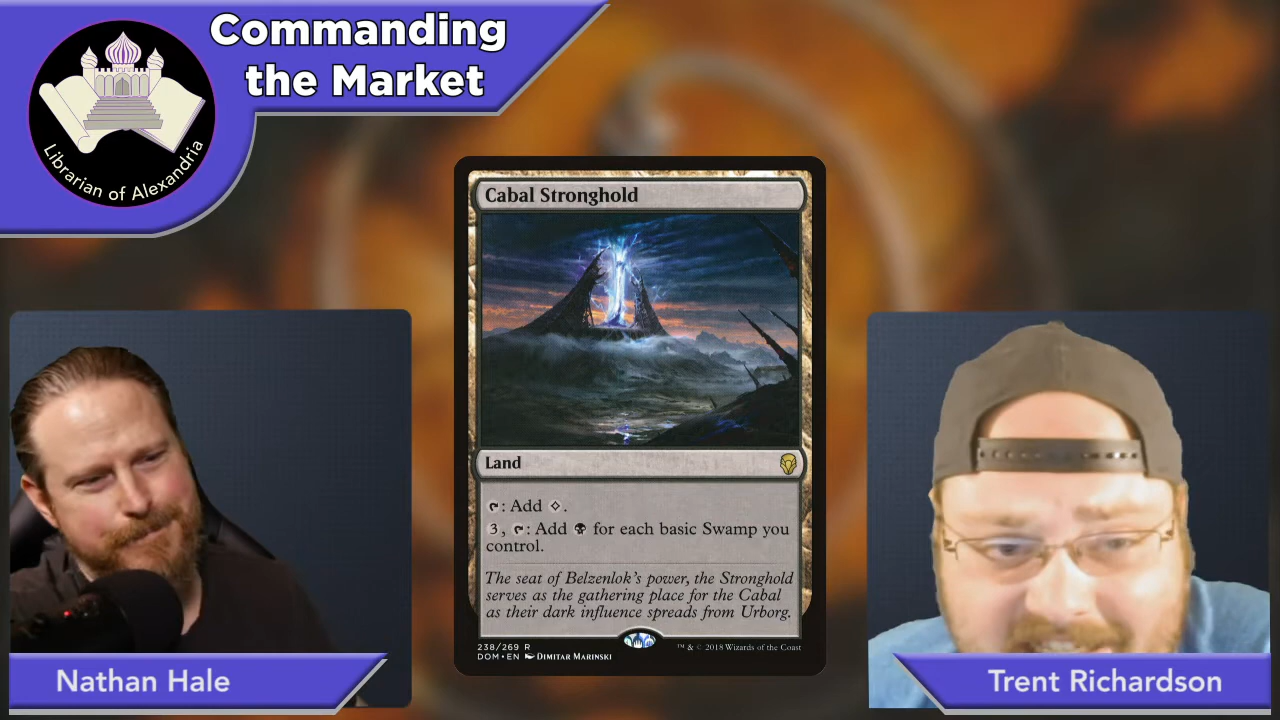 Commanding
the Market
Librarian of Alexandria
Cabal Stronghold
Land
: Add .
3, : Add for each basic Swamp you
control.
The seat of Belzenlok's power, the Stronghold
serves as the gathering place for the Cabal
as their dark influence spreads from Urborg.
238/269 R
DOM • EN Dimitar Marinski
™ & © 2018 Wizards of the Coast
Nathan Hale
Trent Richardson